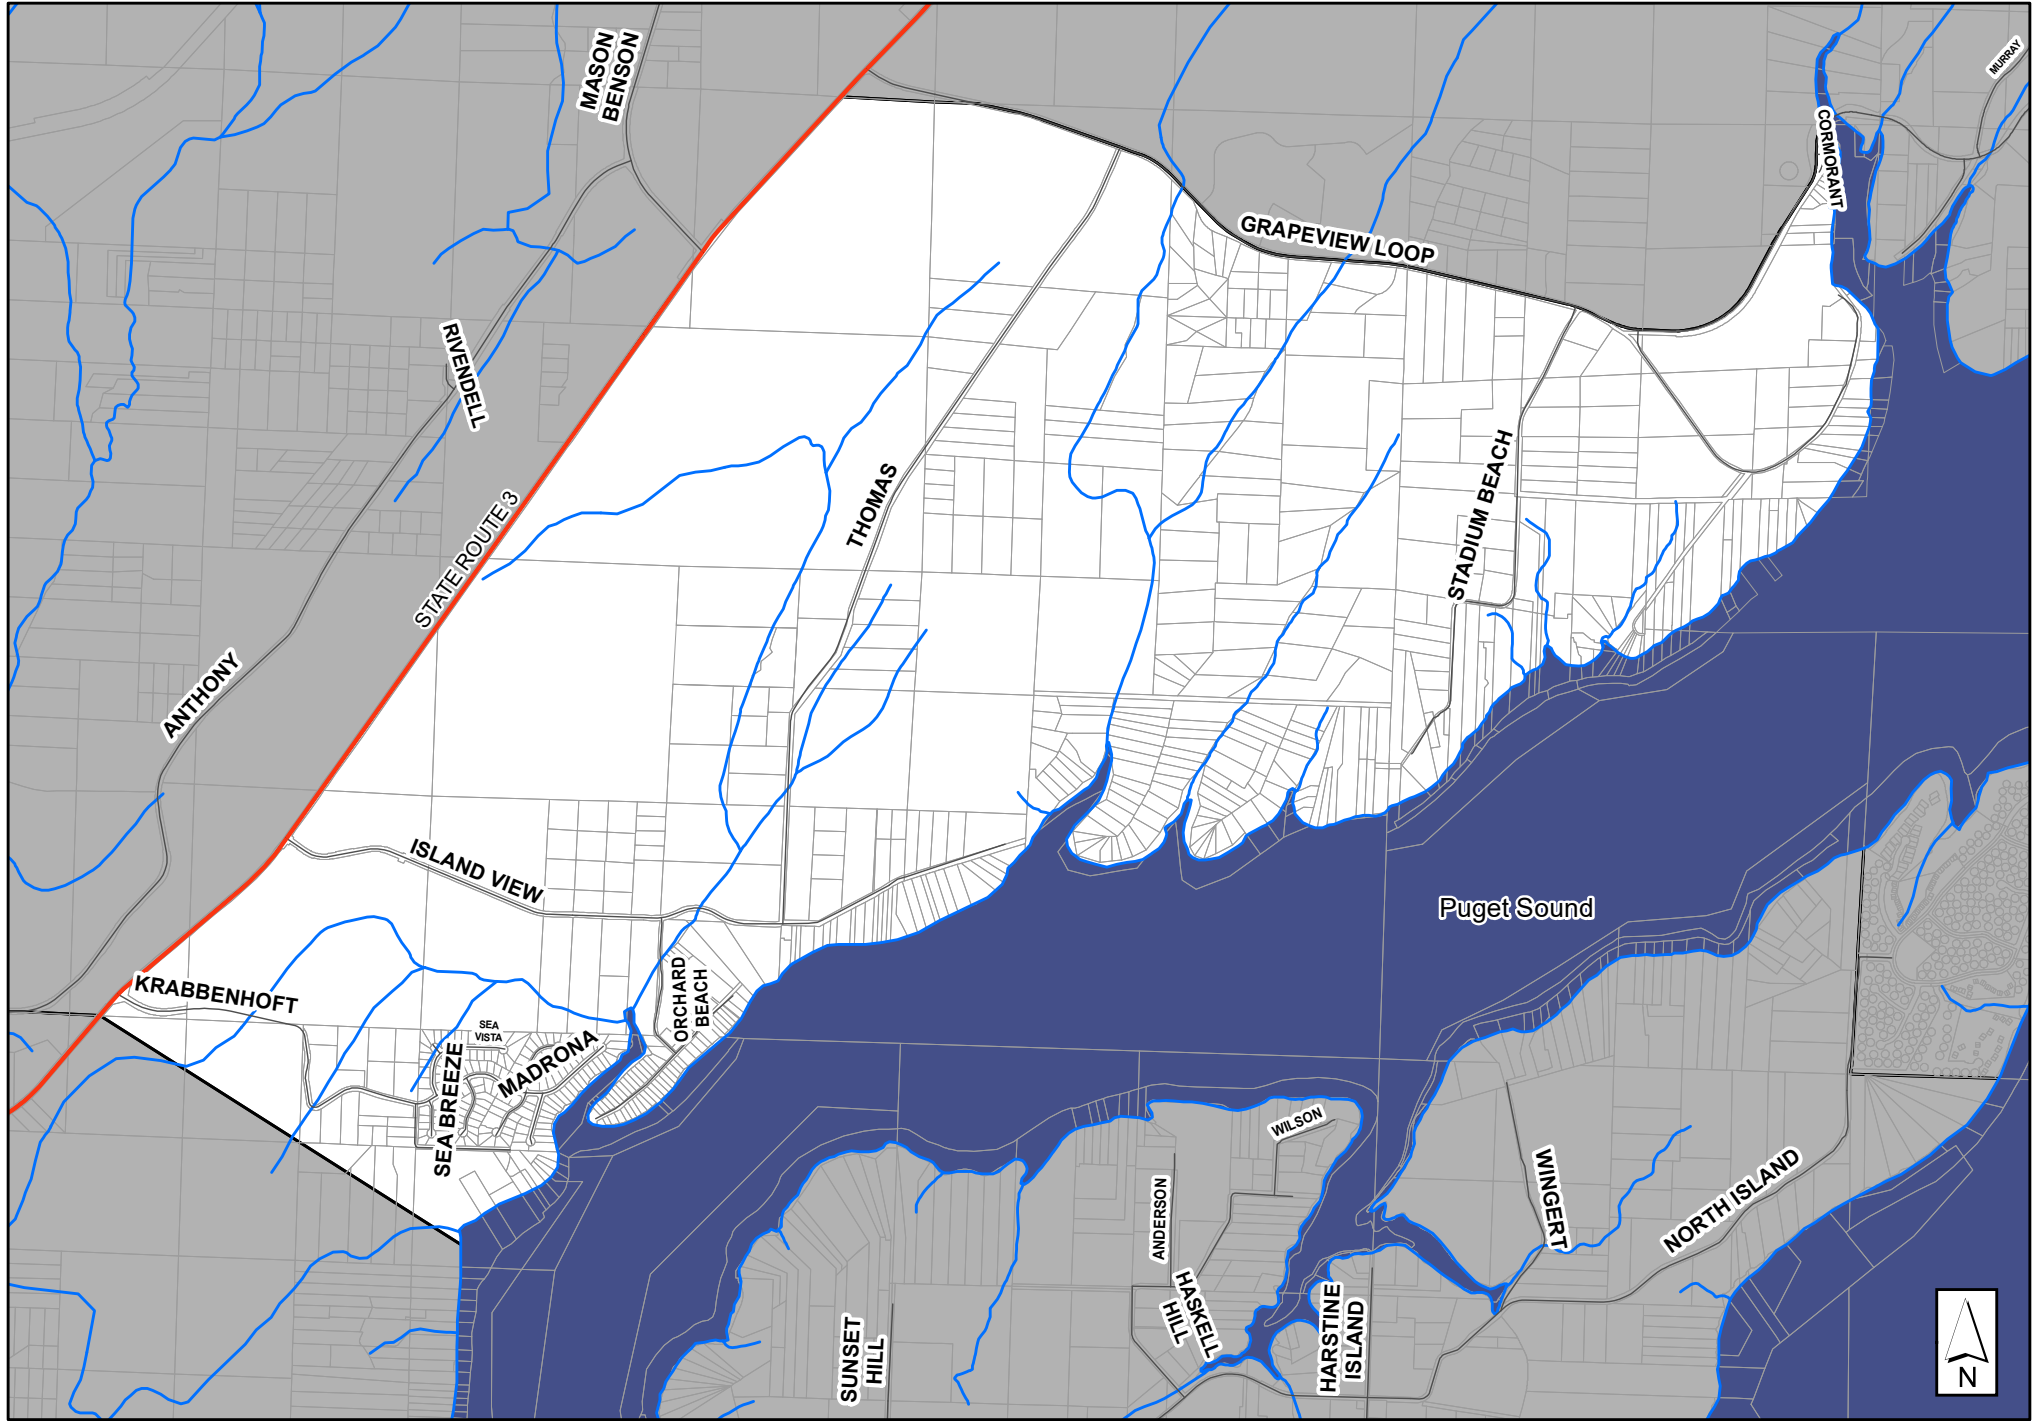 MASON
BENSON
MURRAY
CORMORANT
GRAPEVIEW LOOP
RIVENDELL
STATE ROUTE 3
THOMAS
STADIUM BEACH
ANTHONY
ISLAND VIEW
Puget Sound
KRABBENHOFT
ORCHARD
BEACH
SEA
VISTA
MADRONA
SEA BREEZE
WILSON
ANDERSON
WINGERT
NORTH ISLAND
HASKELL
HILL
HARSTINE
ISLAND
SUNSET
HILL
N